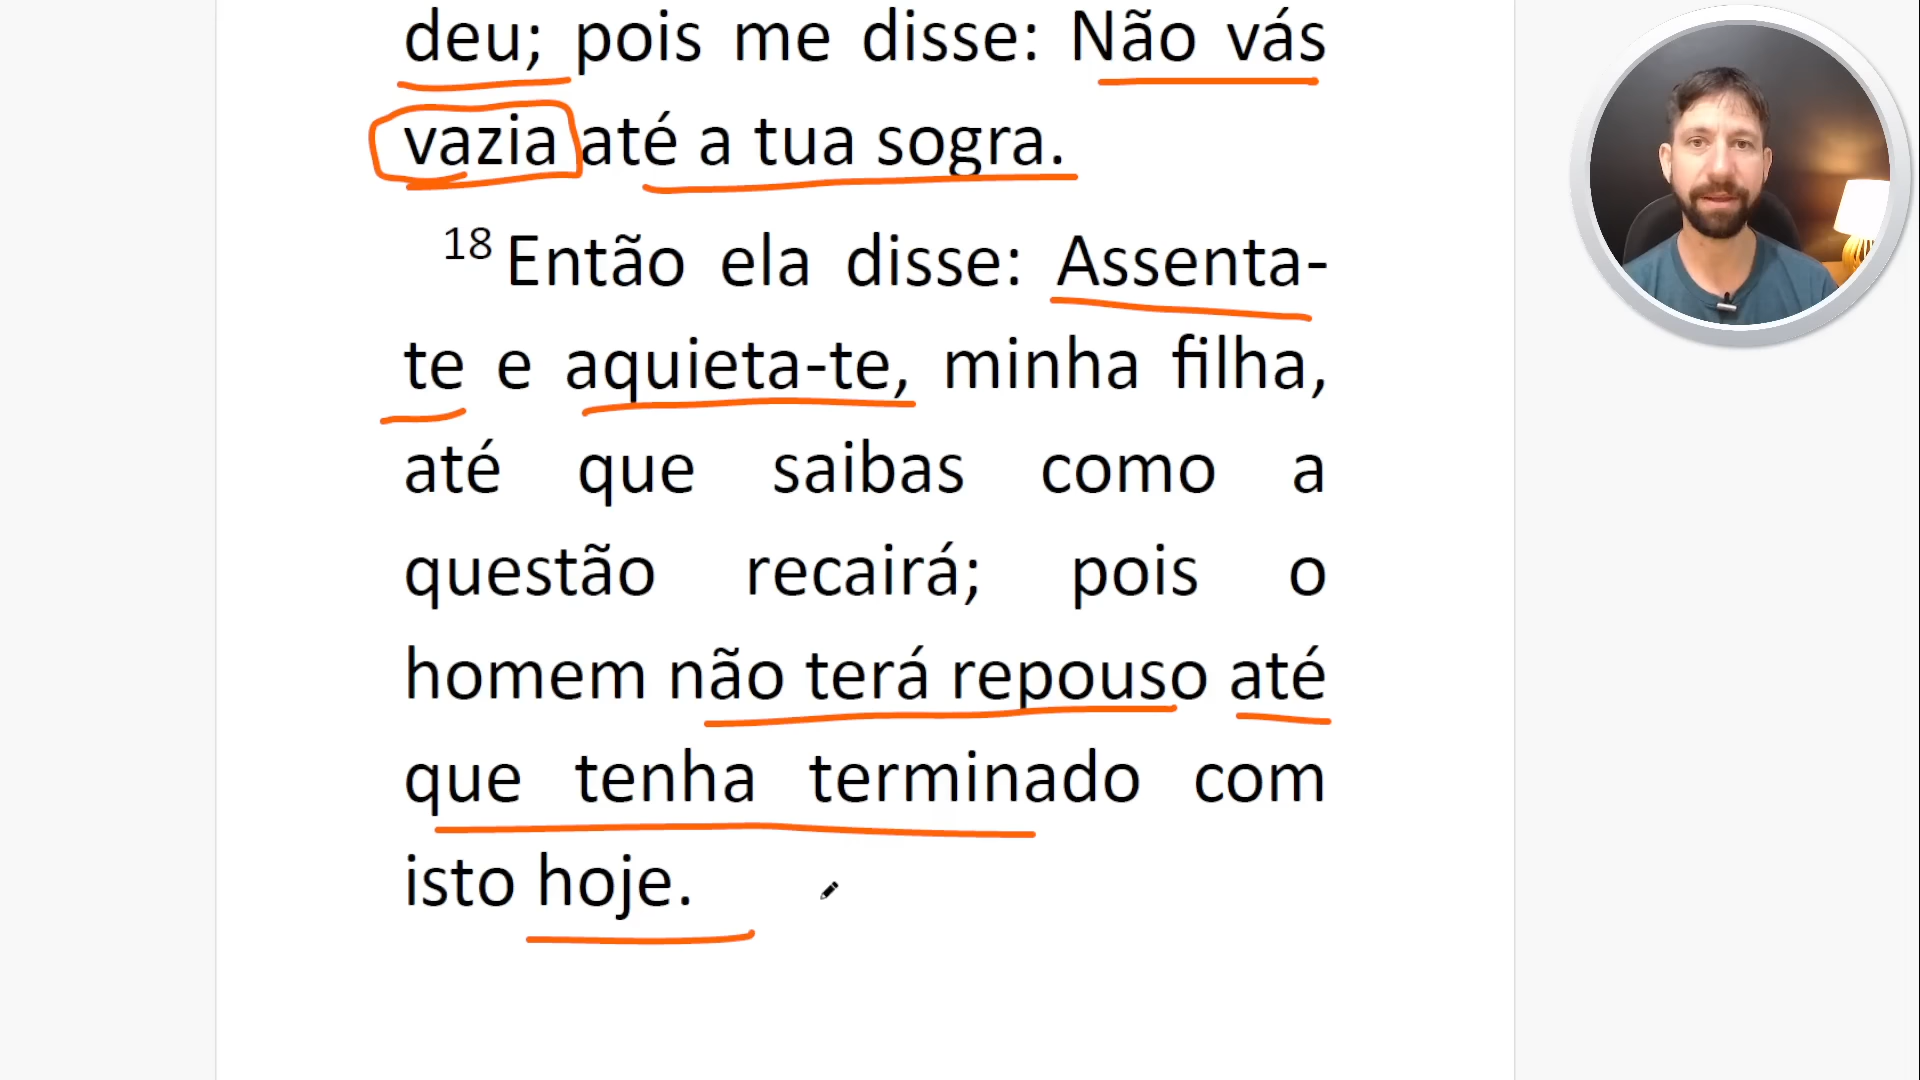 deu; pois me disse: Não vás
vazia até a tua sogra.
18 Então ela disse: Assenta-
te e aquieta-te, minha filha,
até que saibas como a
questão recairá; pois o
homem não terá repouso até
que tenha terminado com
isto hoje.